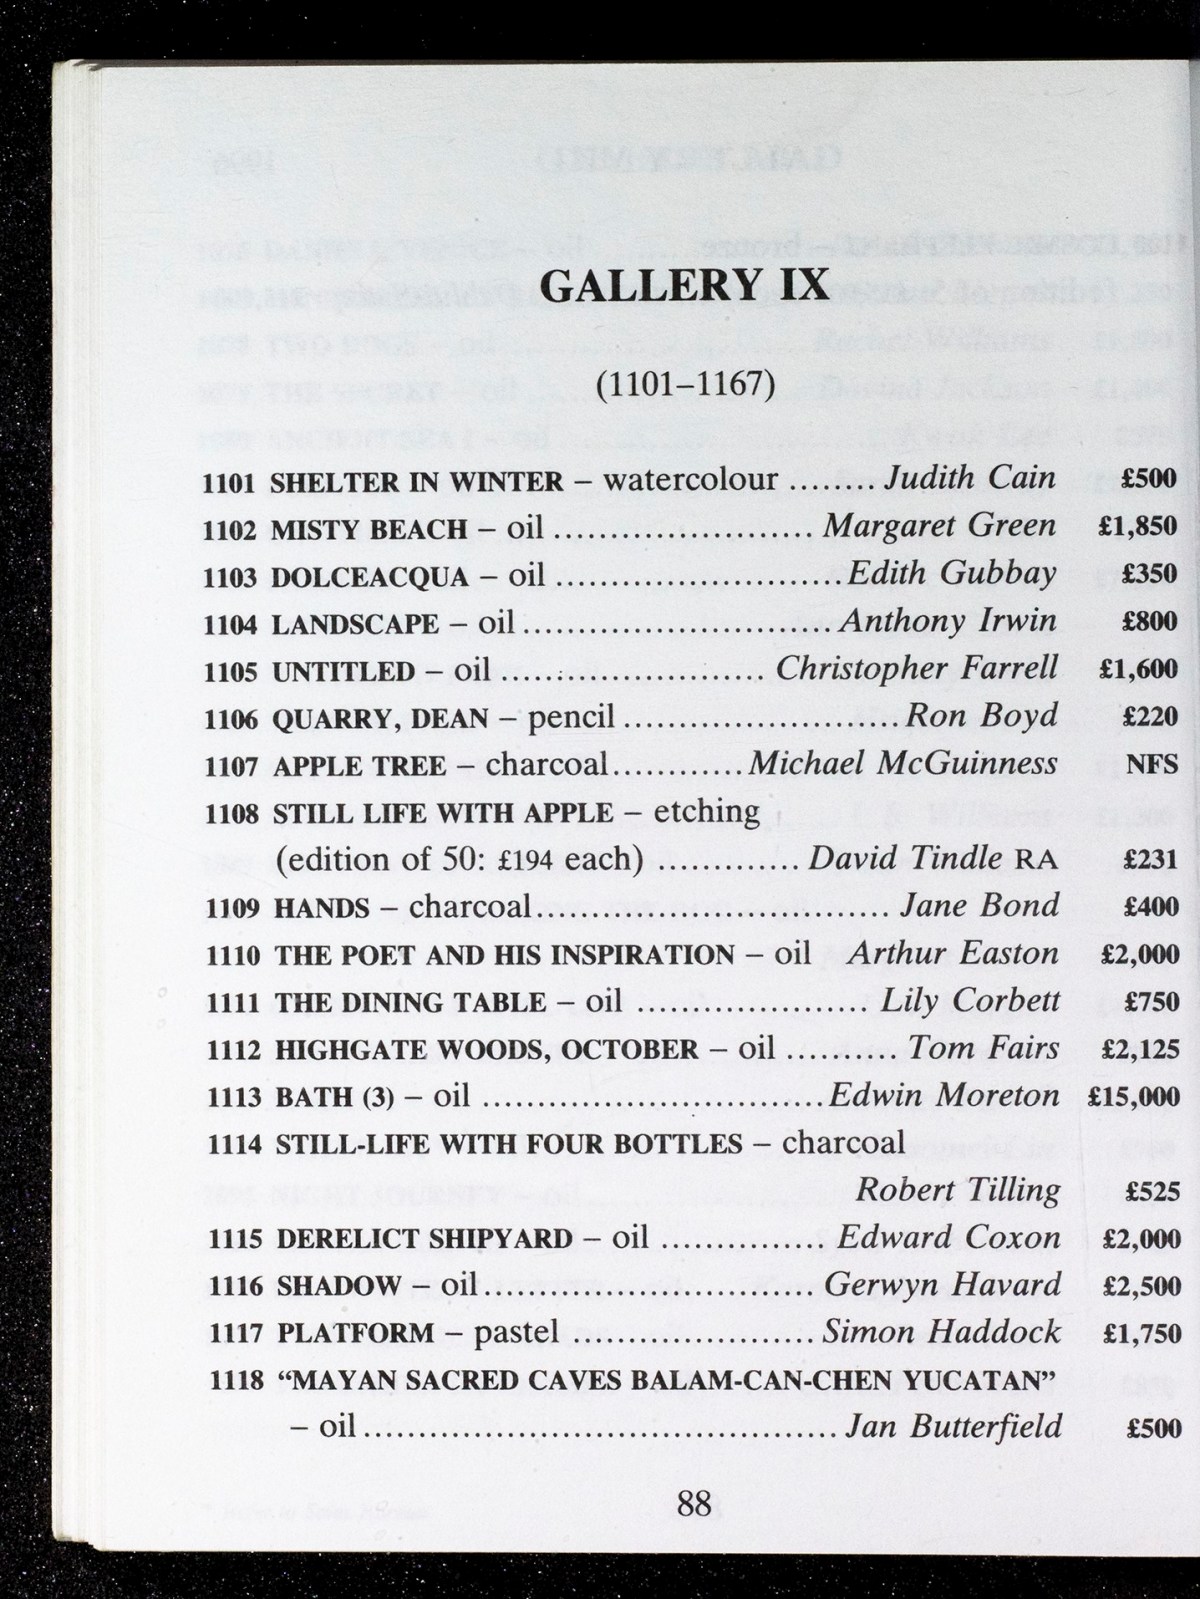 GALLERY IX
(1101–1167)
1101 SHELTER IN WINTER – watercolour ........ Judith Cain £500
1102 MISTY BEACH – oil ........................ Margaret Green £1,850
1103 DOLCEACQUA – oil .......................... Edith Gubbay £350
1104 LANDSCAPE – oil ............................ Anthony Irwin £800
1105 UNTITLED – oil ........................ Christopher Farrell £1,600
1106 QUARRY, DEAN – pencil ......................... Ron Boyd £220
1107 APPLE TREE – charcoal............ Michael McGuinness NFS
1108 STILL LIFE WITH APPLE – etching
(edition of 50: £194 each) ............. David Tindle RA £231
1109 HANDS – charcoal................................ Jane Bond £400
1110 THE POET AND HIS INSPIRATION – oil Arthur Easton £2,000
1111 THE DINING TABLE – oil ..................... Lily Corbett £750
1112 HIGHGATE WOODS, OCTOBER – oil .......... Tom Fairs £2,125
1113 BATH (3) – oil ............................... Edwin Moreton £15,000
1114 STILL-LIFE WITH FOUR BOTTLES – charcoal
Robert Tilling £525
1115 DERELICT SHIPYARD – oil ............... Edward Coxon £2,000
1116 SHADOW – oil.............................. Gerwyn Havard £2,500
1117 PLATFORM – pastel ...................... Simon Haddock £1,750
1118 “MAYAN SACRED CAVES BALAM-CAN-CHEN YUCATAN”
– oil........................................... Jan Butterfield £500
88